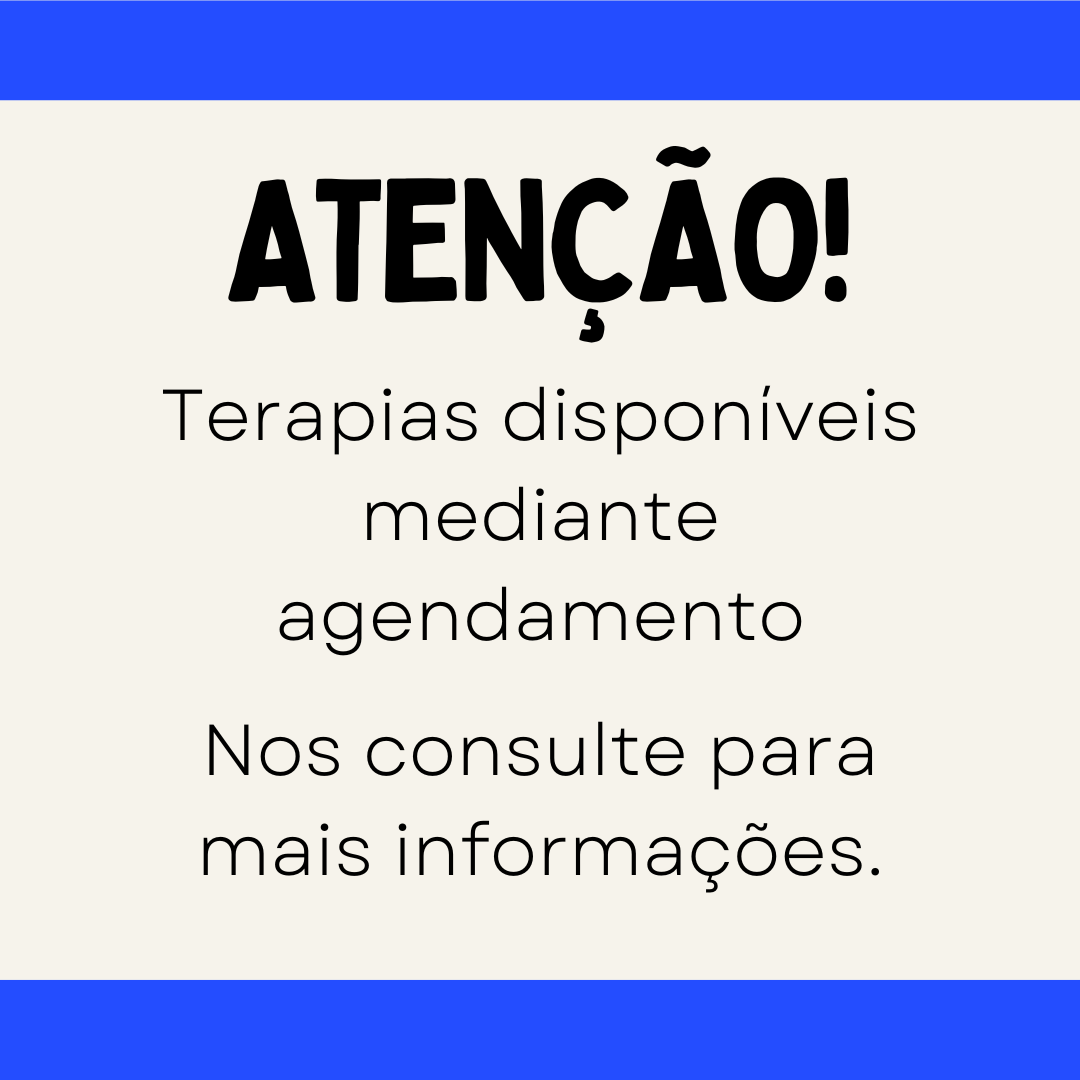 ATENÇÃO!
Terapias disponíveis
mediante
agendamento
Nos consulte para
mais informações.